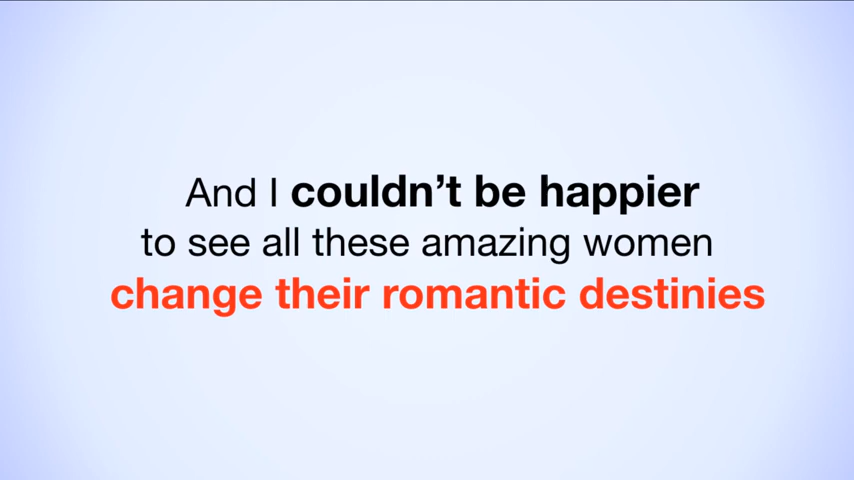 And I couldn't be happier
to see all these amazing women
change their romantic destinies